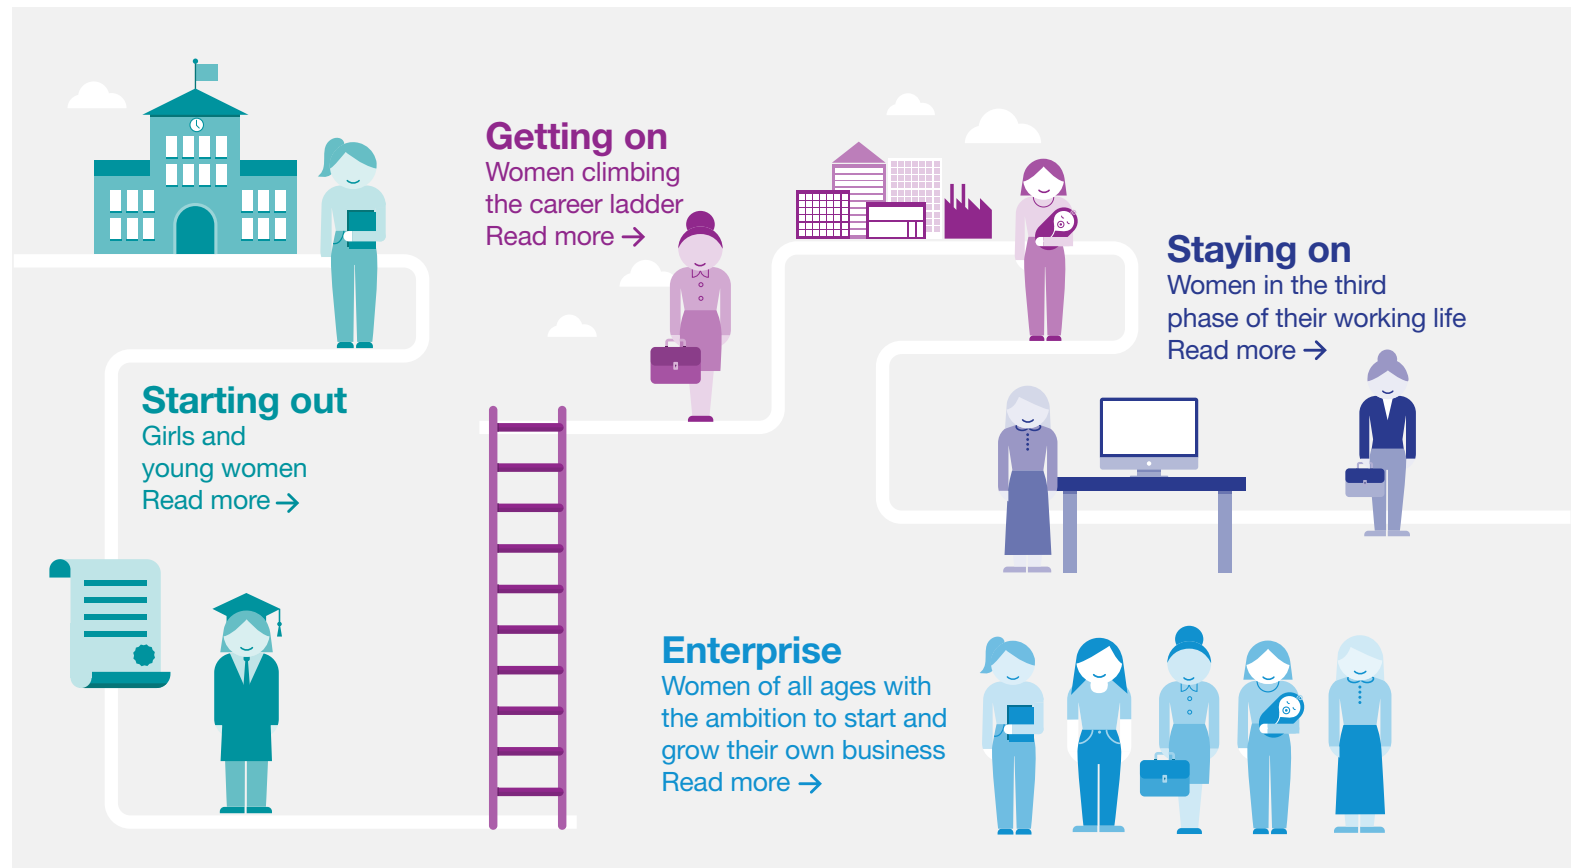 Getting on
Women climbing
the career ladder
Read more →
Staying on
Women in the third
phase of their working life
Read more →
Starting out
Girls and
young women
Read more →
Enterprise
Women of all ages with
the ambition to start and
grow their own business
Read more →